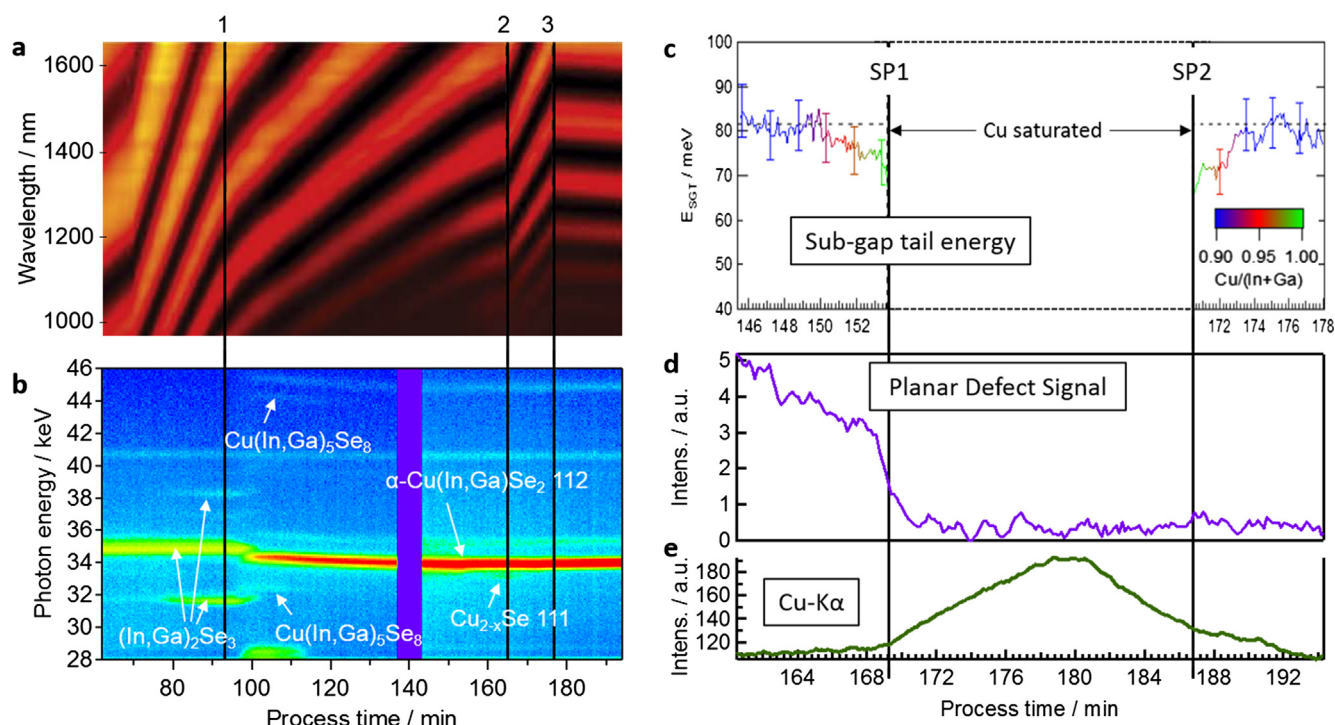 1 2 3
a
Wavelength / nm
1600
1400
1200
1000
b
Photon energy / keV
46
44
42
40
38
36
34
32
30
28
Cu(In,Ga)5Se8
α-Cu(In,Ga)Se2 112
Cu2-xSe 111
(In,Ga)2Se3
Cu(In,Ga)5Se8
80 100 120 140 160 180
Process time / min
c
ESGT / meV
100
90
80
70
60
50
40
SP1 SP2
Cu saturated
Sub-gap tail energy
0.90 0.95 1.00
Cu/(In+Ga)
146 148 150 152 172 174 176 178
d
Intens. / a.u.
5
4
3
2
1
0
Planar Defect Signal
e
Intens. / a.u.
180
160
140
120
Cu-Kα
164 168 172 176 180 184 188 192
Process time / min